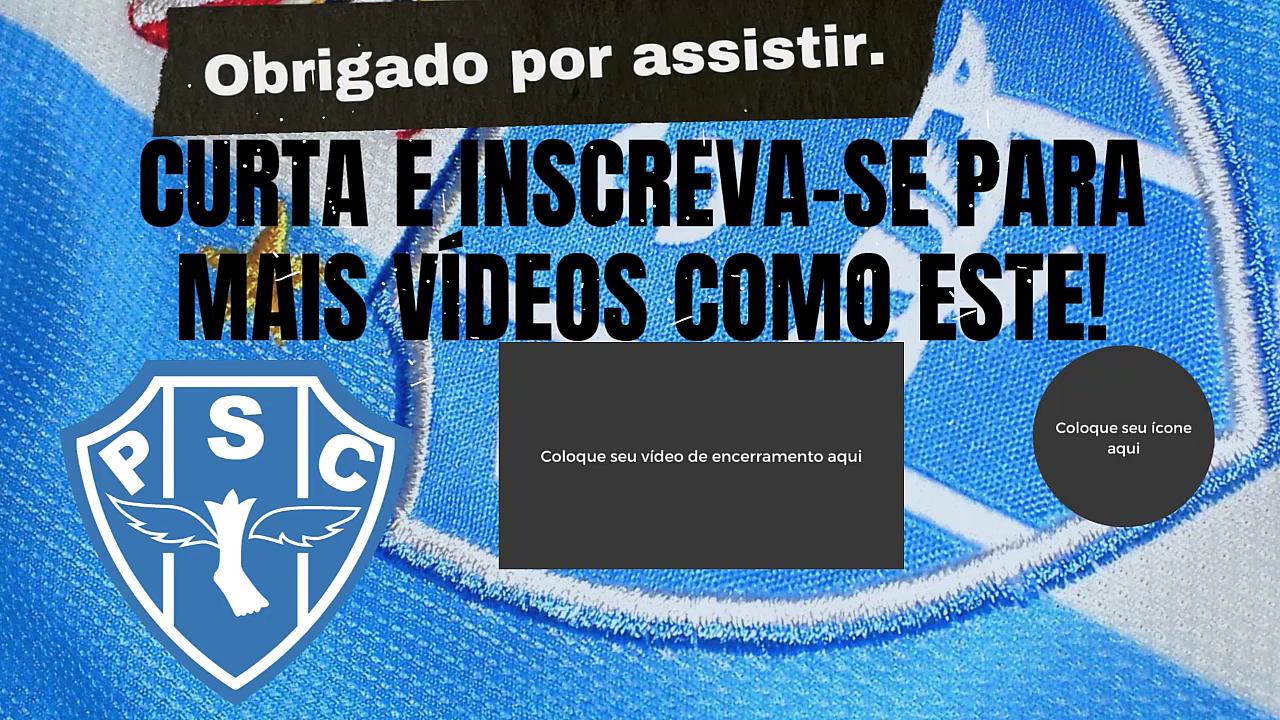 Obrigado por assistir.
CURTA E INSCREVA-SE PARA
MAIS VÍDEOS COMO ESTE!
P S C
Coloque seu vídeo de encerramento aqui
Coloque seu ícone
aqui